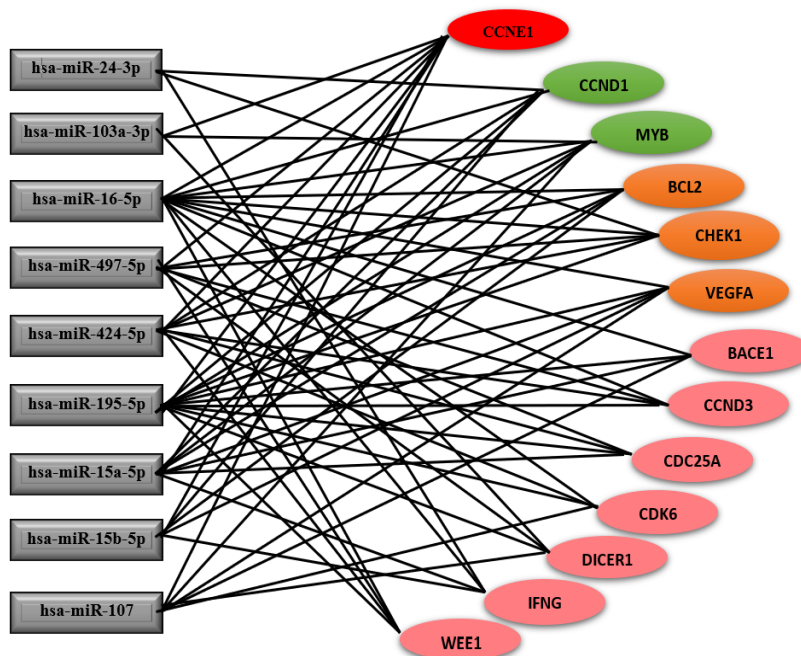 hsa-miR-24-3p
hsa-miR-103a-3p
hsa-miR-16-5p
hsa-miR-497-5p
hsa-miR-424-5p
hsa-miR-195-5p
hsa-miR-15a-5p
hsa-miR-15b-5p
hsa-miR-107
CCNE1
CCND1
MYB
BCL2
CHEK1
VEGFA
BACE1
CCND3
CDC25A
CDK6
DICER1
IFNG
WEE1